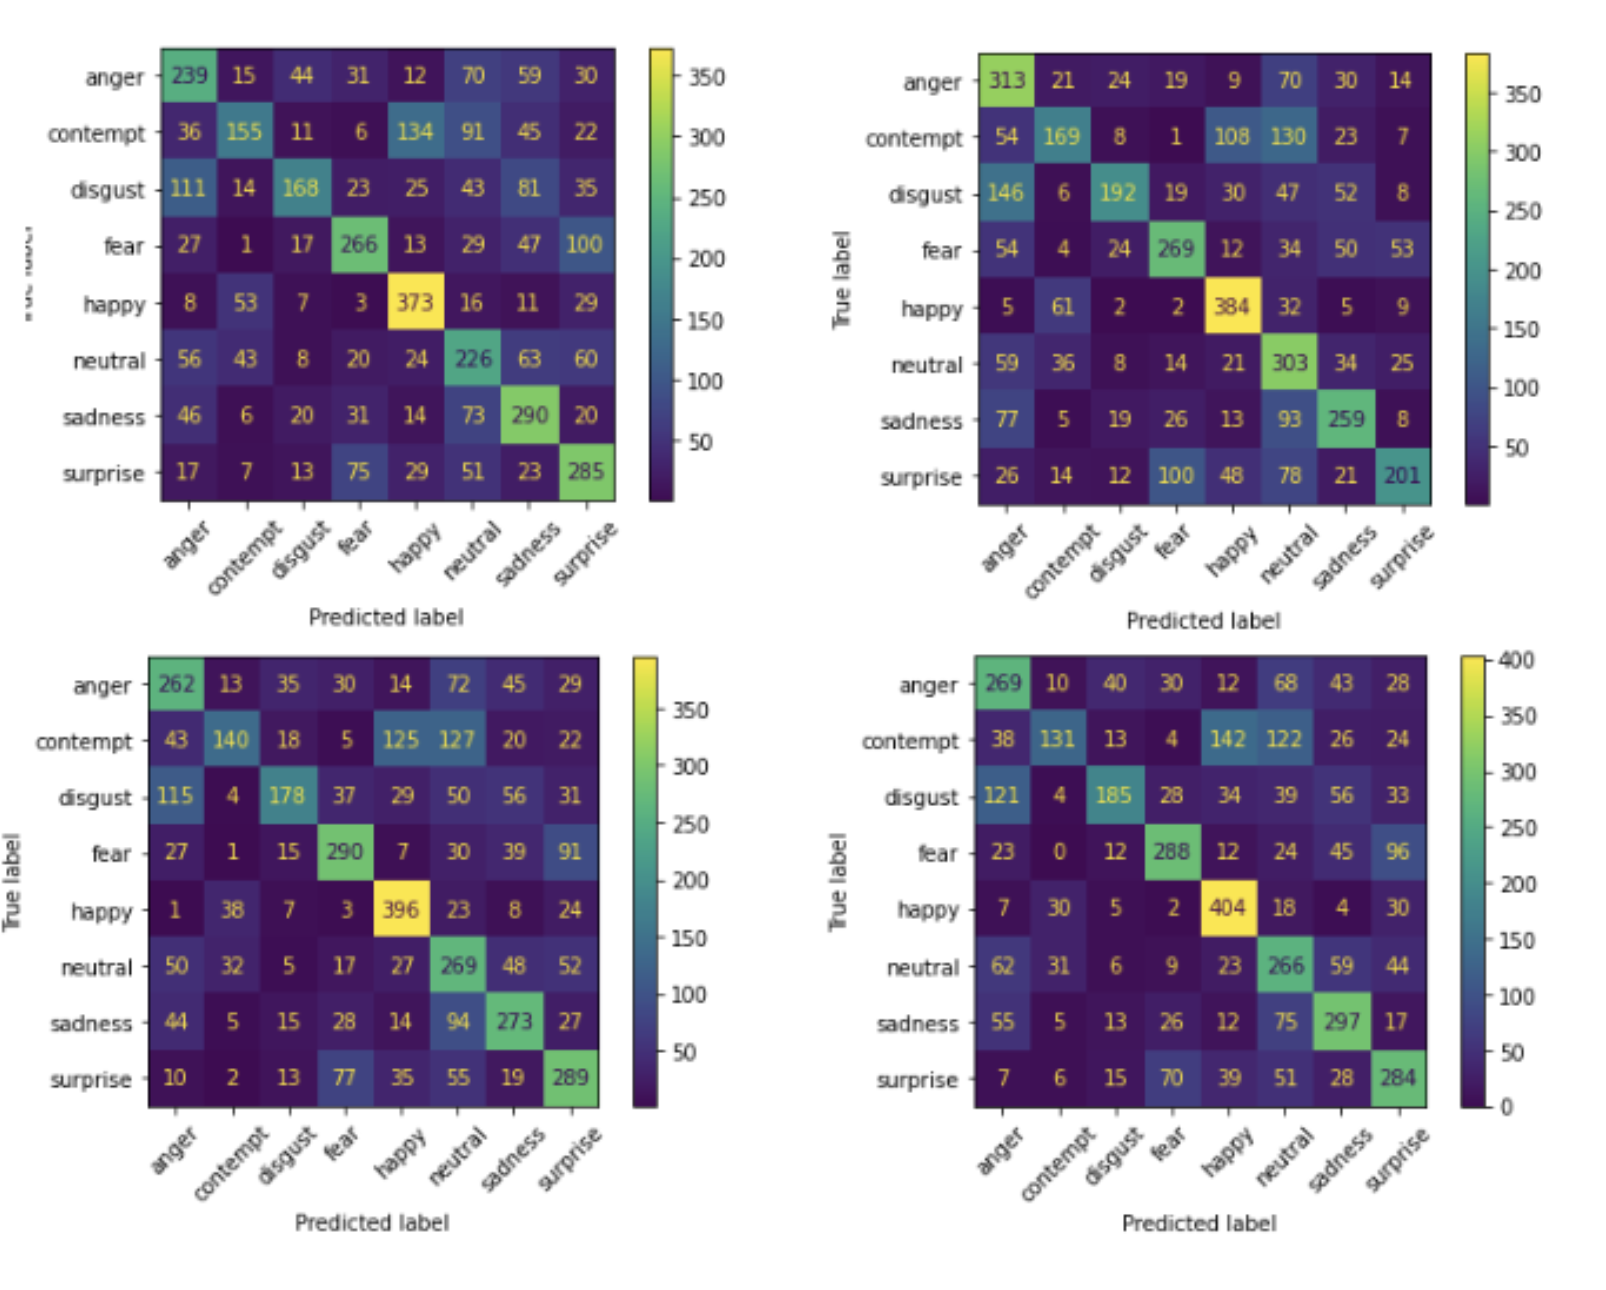 anger 239 15 44 31 12 70 59 30
contempt 36 155 11 6 134 91 45 22
disgust 111 14 168 23 25 43 81 35
fear 27 1 17 266 13 29 47 100
happy 8 53 7 3 373 16 11 29
neutral 56 43 8 20 24 226 63 60
sadness 46 6 20 31 14 73 290 20
surprise 17 7 13 75 29 51 23 285
anger contempt disgust fear happy neutral sadness surprise
Predicted label
350
300
250
200
150
100
50
True label
anger 313 21 24 19 9 70 30 14
contempt 54 169 8 1 108 130 23 7
disgust 146 6 192 19 30 47 52 8
fear 54 4 24 269 12 34 50 53
happy 5 61 2 2 384 32 5 9
neutral 59 36 8 14 21 303 34 25
sadness 77 5 19 26 13 93 259 8
surprise 26 14 12 100 48 78 21 201
anger contempt disgust fear happy neutral sadness surprise
Predicted label
350
300
250
200
150
100
50
True label
anger 262 13 35 30 14 72 45 29
contempt 43 140 18 5 125 127 20 22
disgust 115 4 178 37 29 50 56 31
fear 27 1 15 290 7 30 39 91
happy 1 38 7 3 396 23 8 24
neutral 50 32 5 17 27 269 48 52
sadness 44 5 15 28 14 94 273 27
surprise 10 2 13 77 35 55 19 289
anger contempt disgust fear happy neutral sadness surprise
Predicted label
350
300
250
200
150
100
50
True label
anger 269 10 40 30 12 68 43 28
contempt 38 131 13 4 142 122 26 24
disgust 121 4 185 28 34 39 56 33
fear 23 0 12 288 12 24 45 96
happy 7 30 5 2 404 18 4 30
neutral 62 31 6 9 23 266 59 44
sadness 55 5 13 26 12 75 297 17
surprise 7 6 15 70 39 51 28 284
anger contempt disgust fear happy neutral sadness surprise
Predicted label
400
350
300
250
200
150
100
50
0